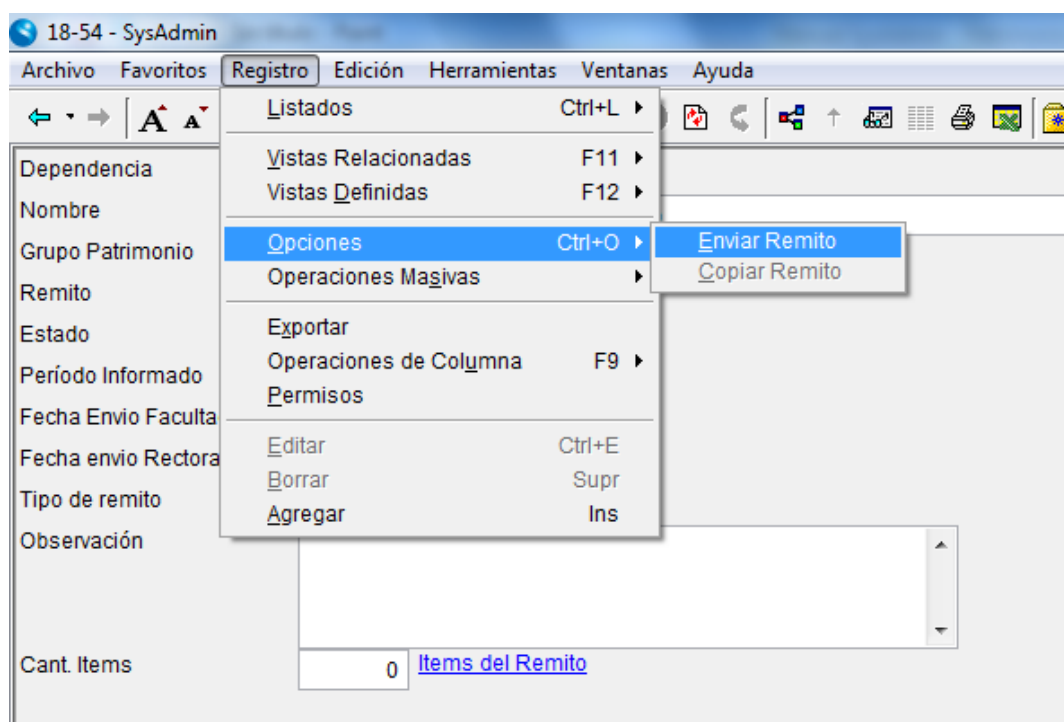 18-54 - SysAdmin
Archivo Favoritos Registro Edición Herramientas Ventanas Ayuda
Listados Ctrl+L
Vistas Relacionadas F11
Vistas Definidas F12
Opciones Ctrl+O
Enviar Remito
Operaciones Masivas
Copiar Remito
Exportar
Operaciones de Columna F9
Permisos
Editar Ctrl+E
Borrar Supr
Agregar Ins
Dependencia
Nombre
Grupo Patrimonio
Remito
Estado
Período Informado
Fecha Envio Faculta
Fecha envio Rectora
Tipo de remito
Observación
Cant. Items 0 Items del Remito